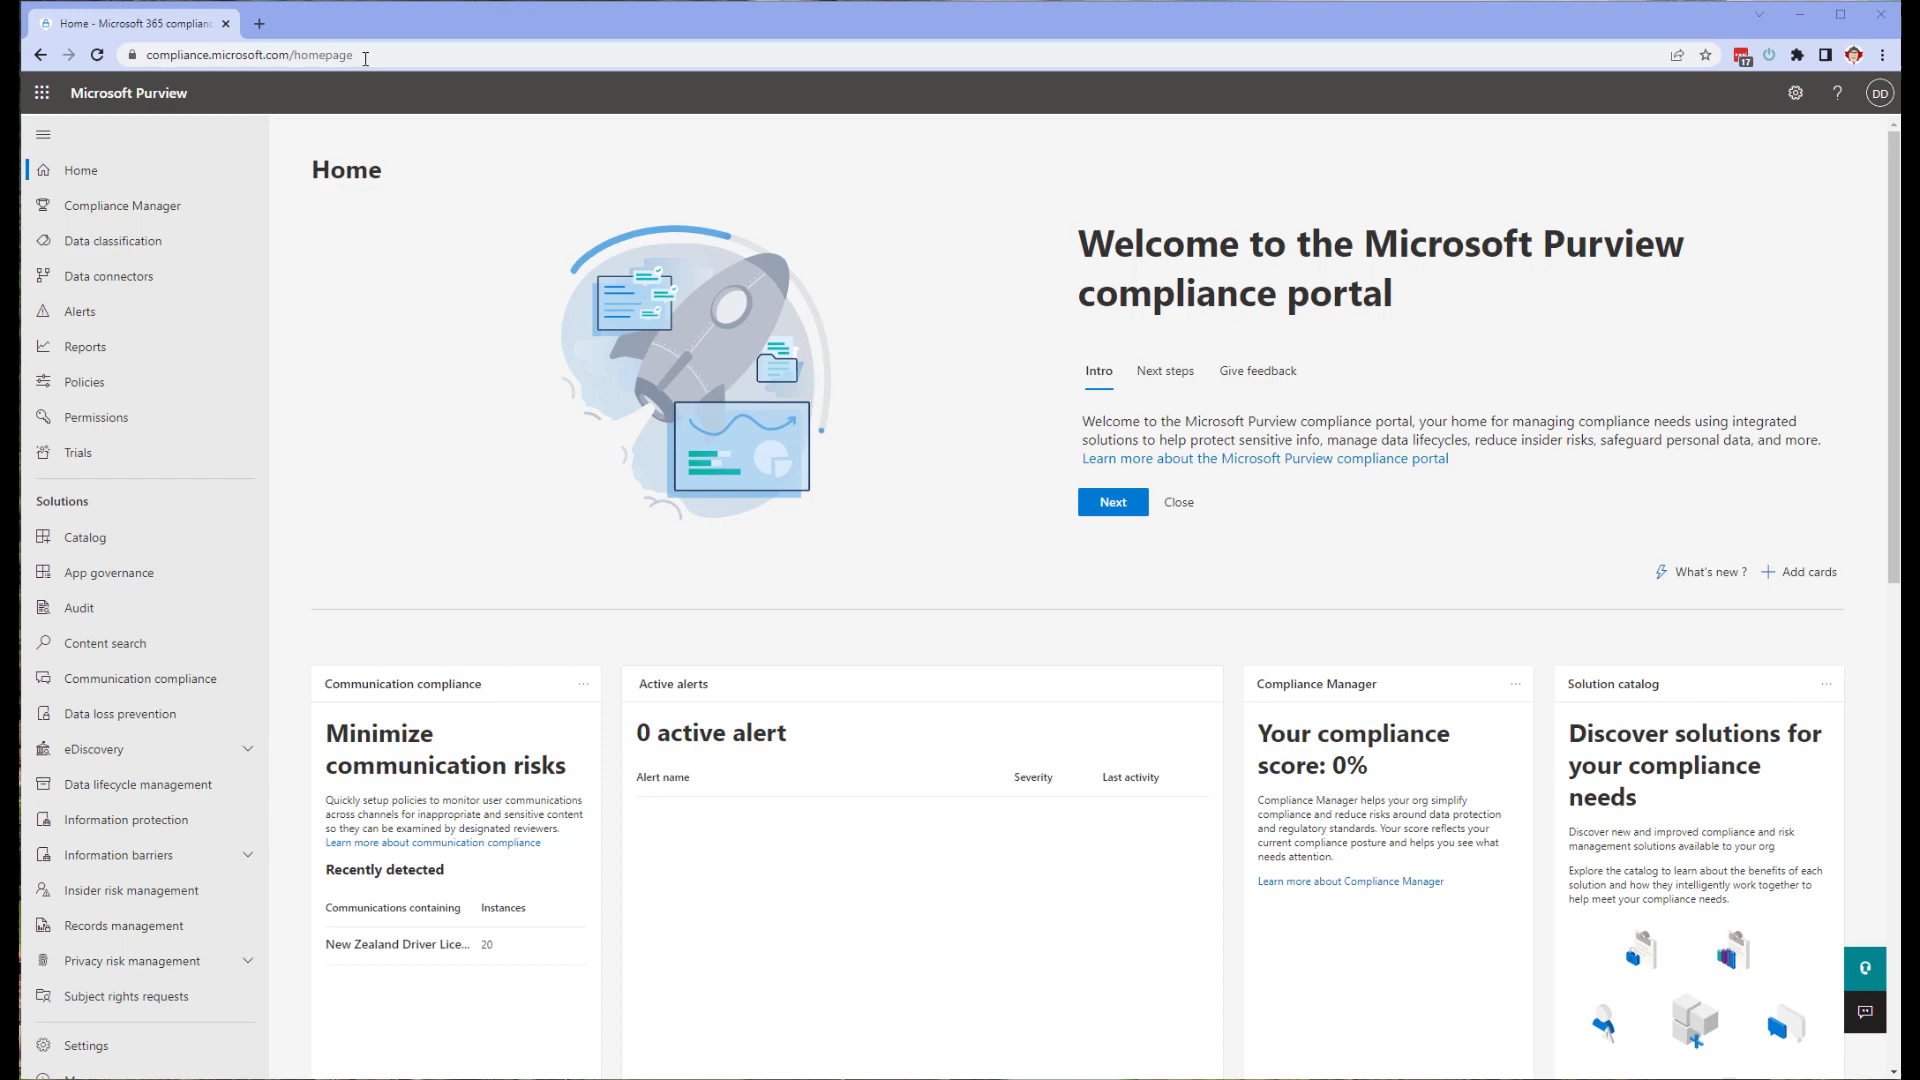 Home - Microsoft 365 complianc
compliance.microsoft.com/homepage
17
Microsoft Purview
?
DD
Home
Compliance Manager
Data classification
Data connectors
Alerts
Reports
Policies
Permissions
Trials
Solutions
Catalog
App governance
Audit
Content search
Communication compliance
Data loss prevention
eDiscovery
Data lifecycle management
Information protection
Information barriers
Insider risk management
Records management
Privacy risk management
Subject rights requests
Settings
Home
Welcome to the Microsoft Purview
compliance portal
Intro Next steps Give feedback
Welcome to the Microsoft Purview compliance portal, your home for managing compliance needs using integrated
solutions to help protect sensitive info, manage data lifecycles, reduce insider risks, safeguard personal data, and more.
Learn more about the Microsoft Purview compliance portal
Next Close
What's new ? Add cards
Communication compliance
Minimize
communication risks
Quickly setup policies to monitor user communications
across channels for inappropriate and sensitive content
so they can be examined by designated reviewers.
Learn more about communication compliance
Recently detected
Communications containing Instances
New Zealand Driver Lice... 20
Active alerts
0 active alert
Alert name Severity Last activity
Compliance Manager
Your compliance
score: 0%
Compliance Manager helps your org simplify
compliance and reduce risks around data protection
and regulatory standards. Your score reflects your
current compliance posture and helps you see what
needs attention.
Learn more about Compliance Manager
Solution catalog
Discover solutions for
your compliance
needs
Discover new and improved compliance and risk
management solutions available to your org
Explore the catalog to learn about the benefits of each
solution and how they intelligently work together to
help meet your compliance needs.